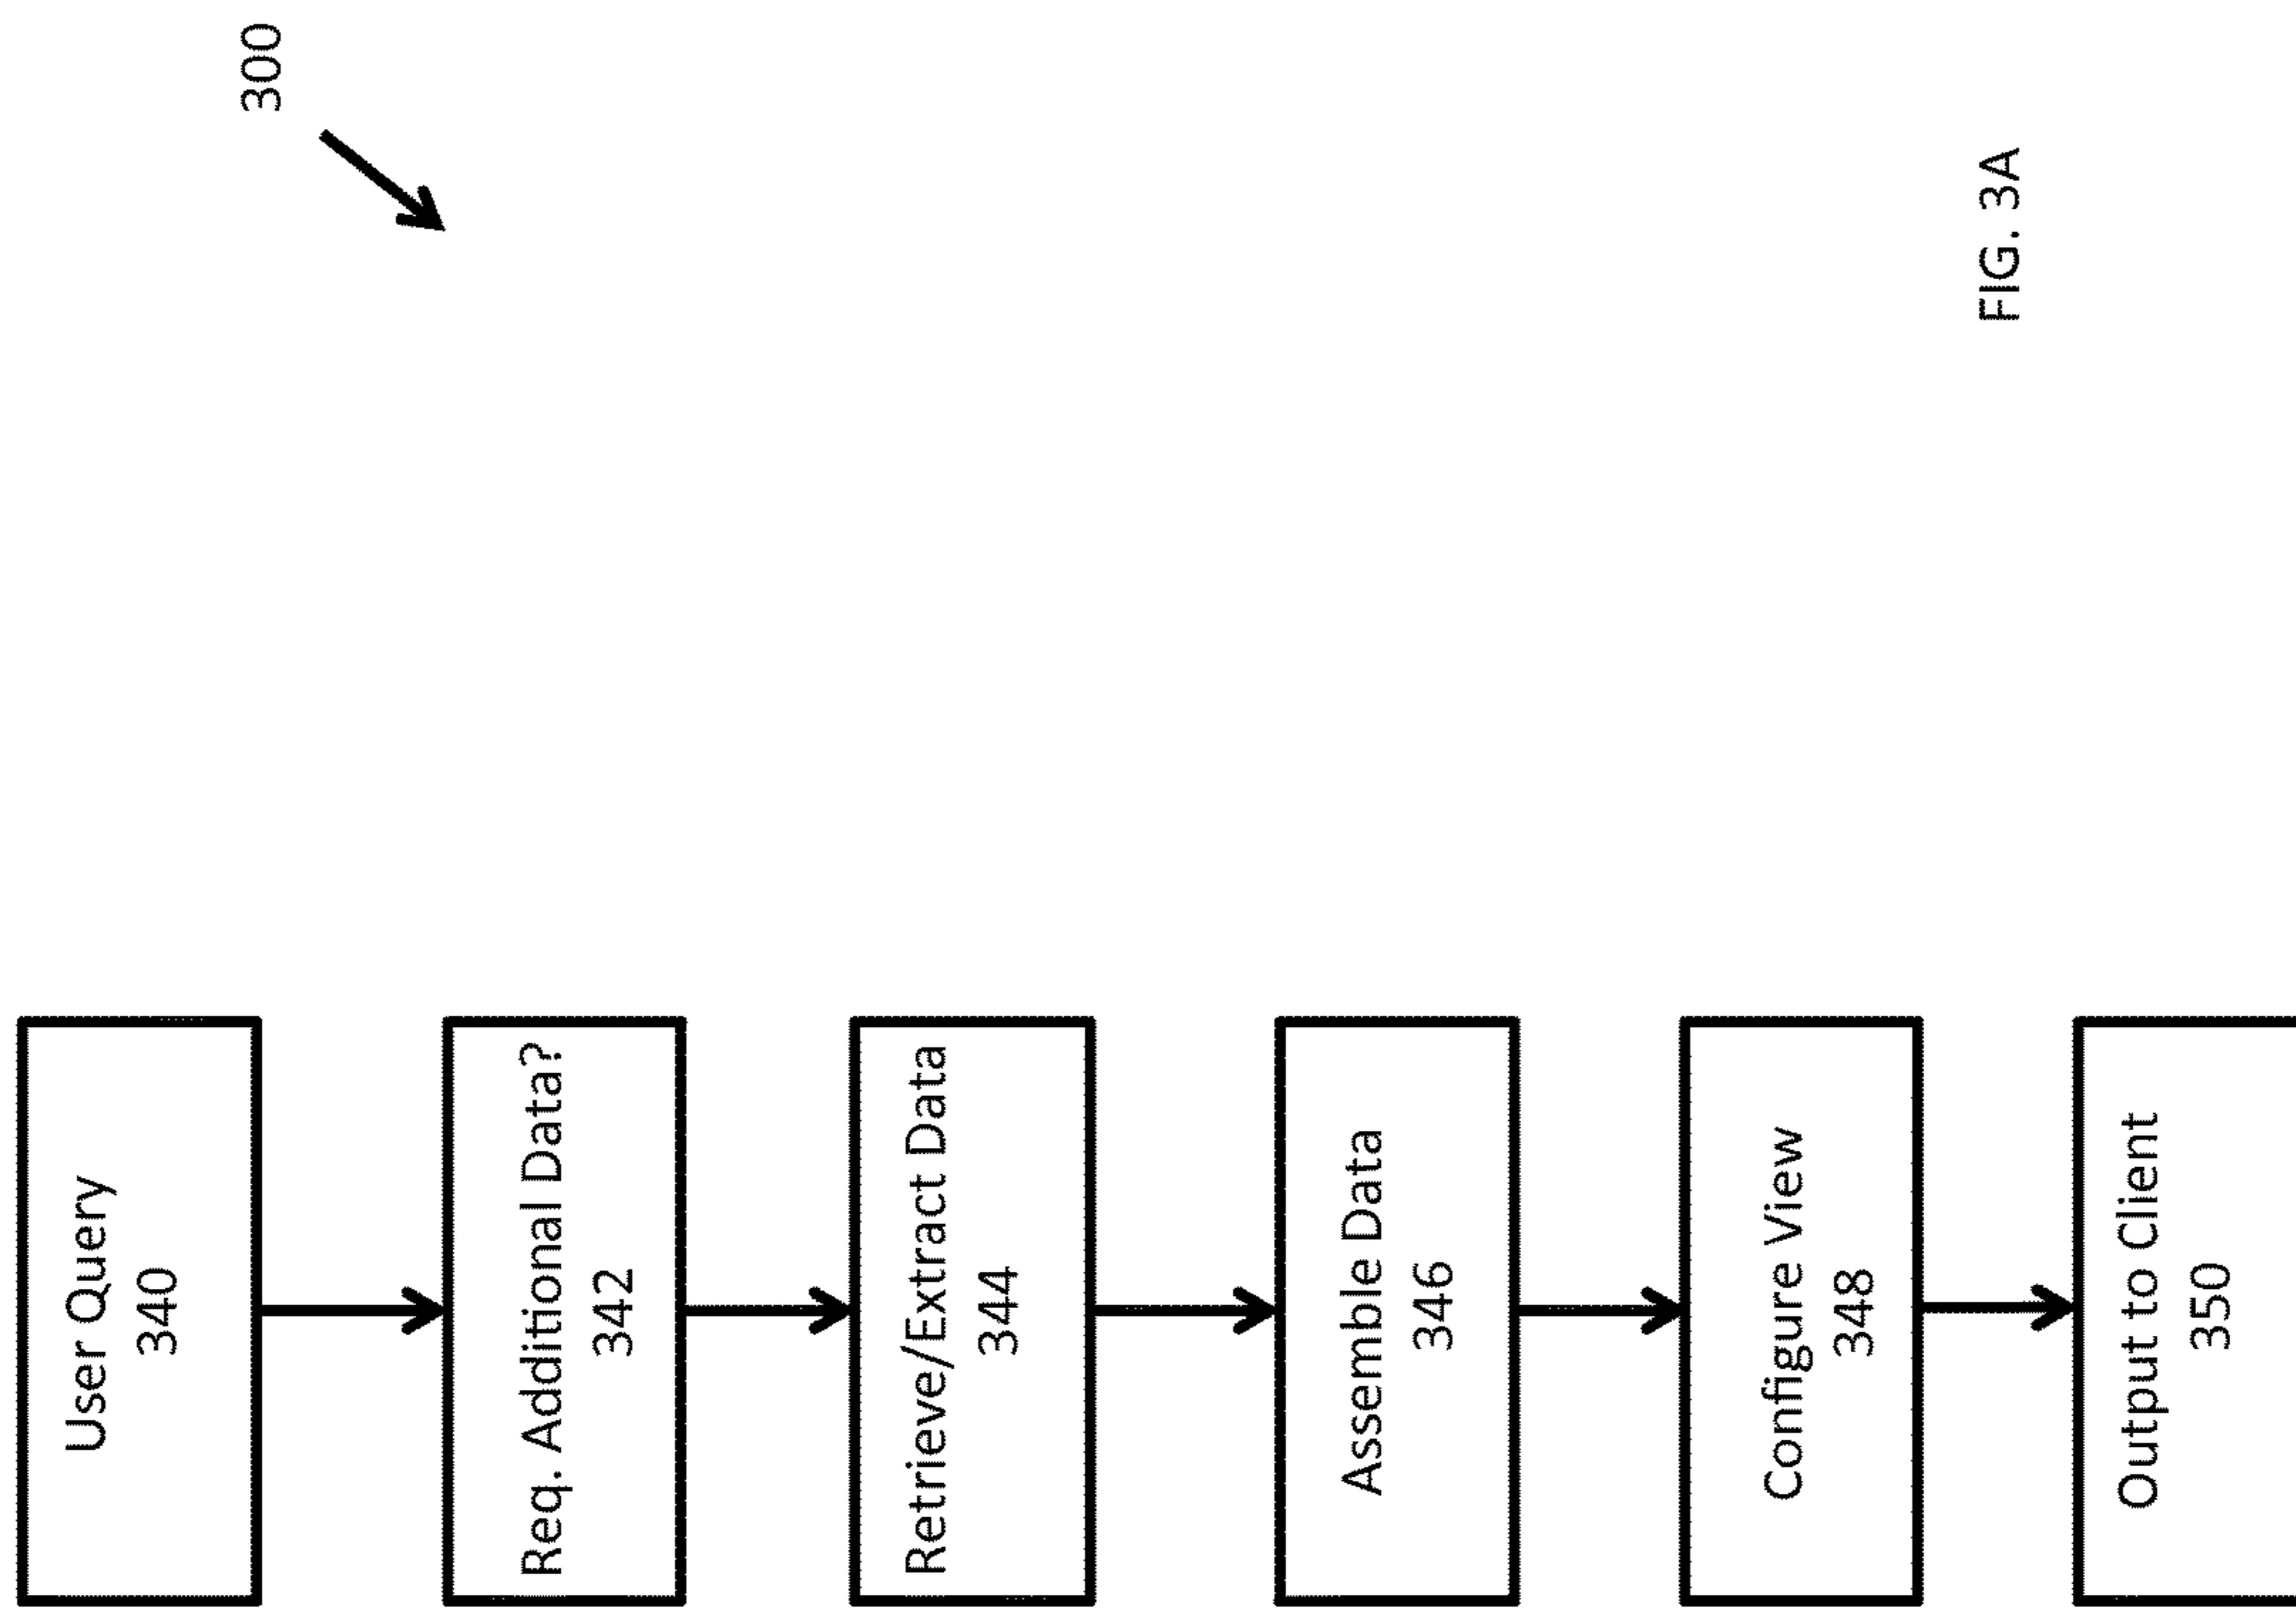 300
User Query
340
Req. Additional Data?
342
Retrieve/Extract Data
344
Assemble Data
346
Configure View
348
Output to Client
350
FIG. 3A